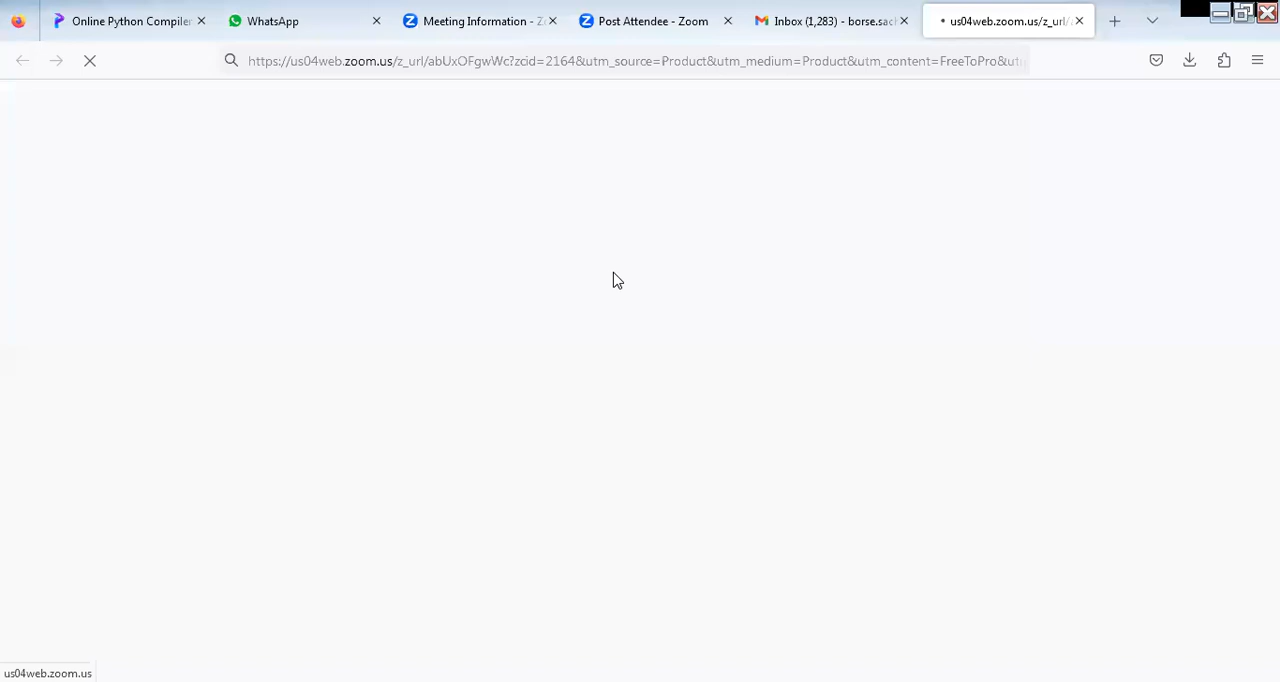 Online Python Compiler
WhatsApp
Meeting Information - Z
Post Attendee - Zoom
Inbox (1,283) - borse.sac
us04web.zoom.us/z_url/
https://us04web.zoom.us/z_url/abUxOFgwWc?zcid=2164&utm_source=Product&utm_medium=Product&utm_content=FreeToPro&ut
us04web.zoom.us